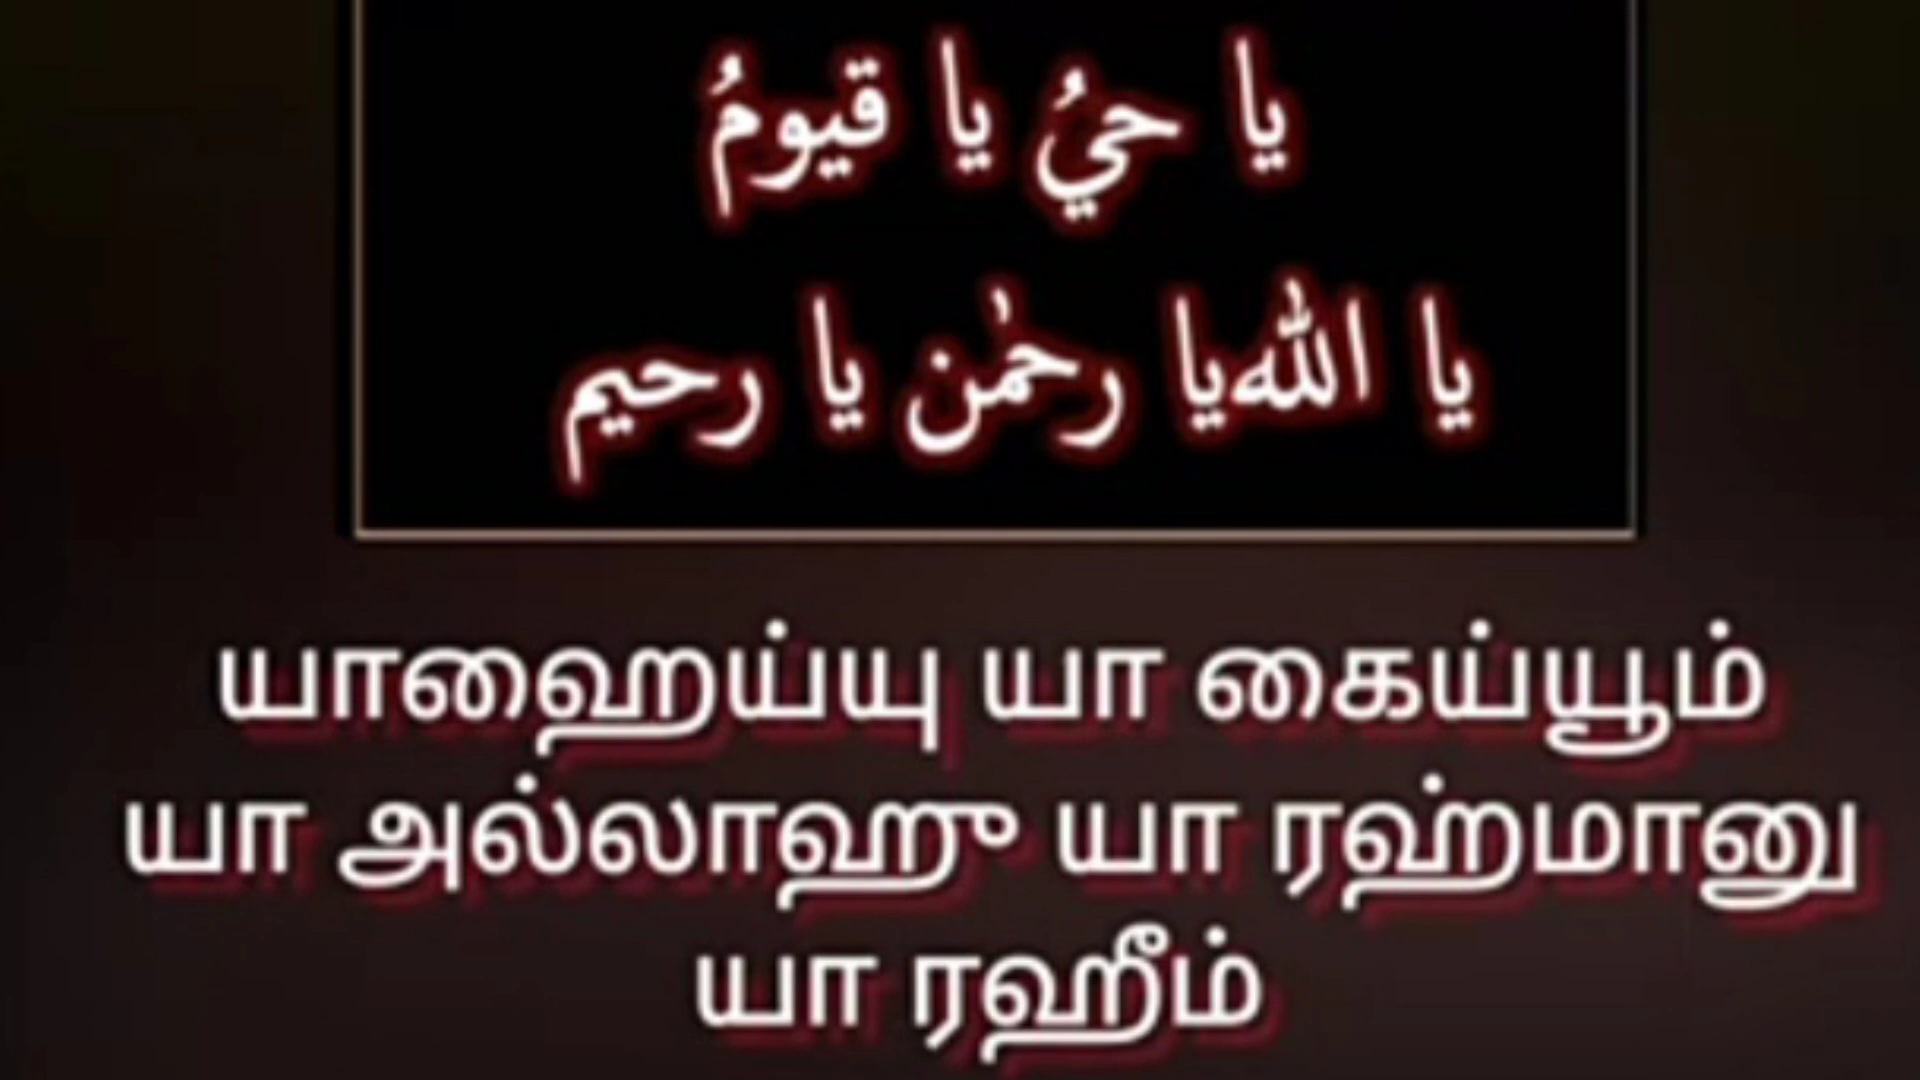 يا حيُ يا قيومُ
يا اللهيا رحمٰن يا رحيم
யாஹைய்யு யா கைய்யூம்
யா அல்லாஹு யா ரஹ்மானு
யா ரஹீம்